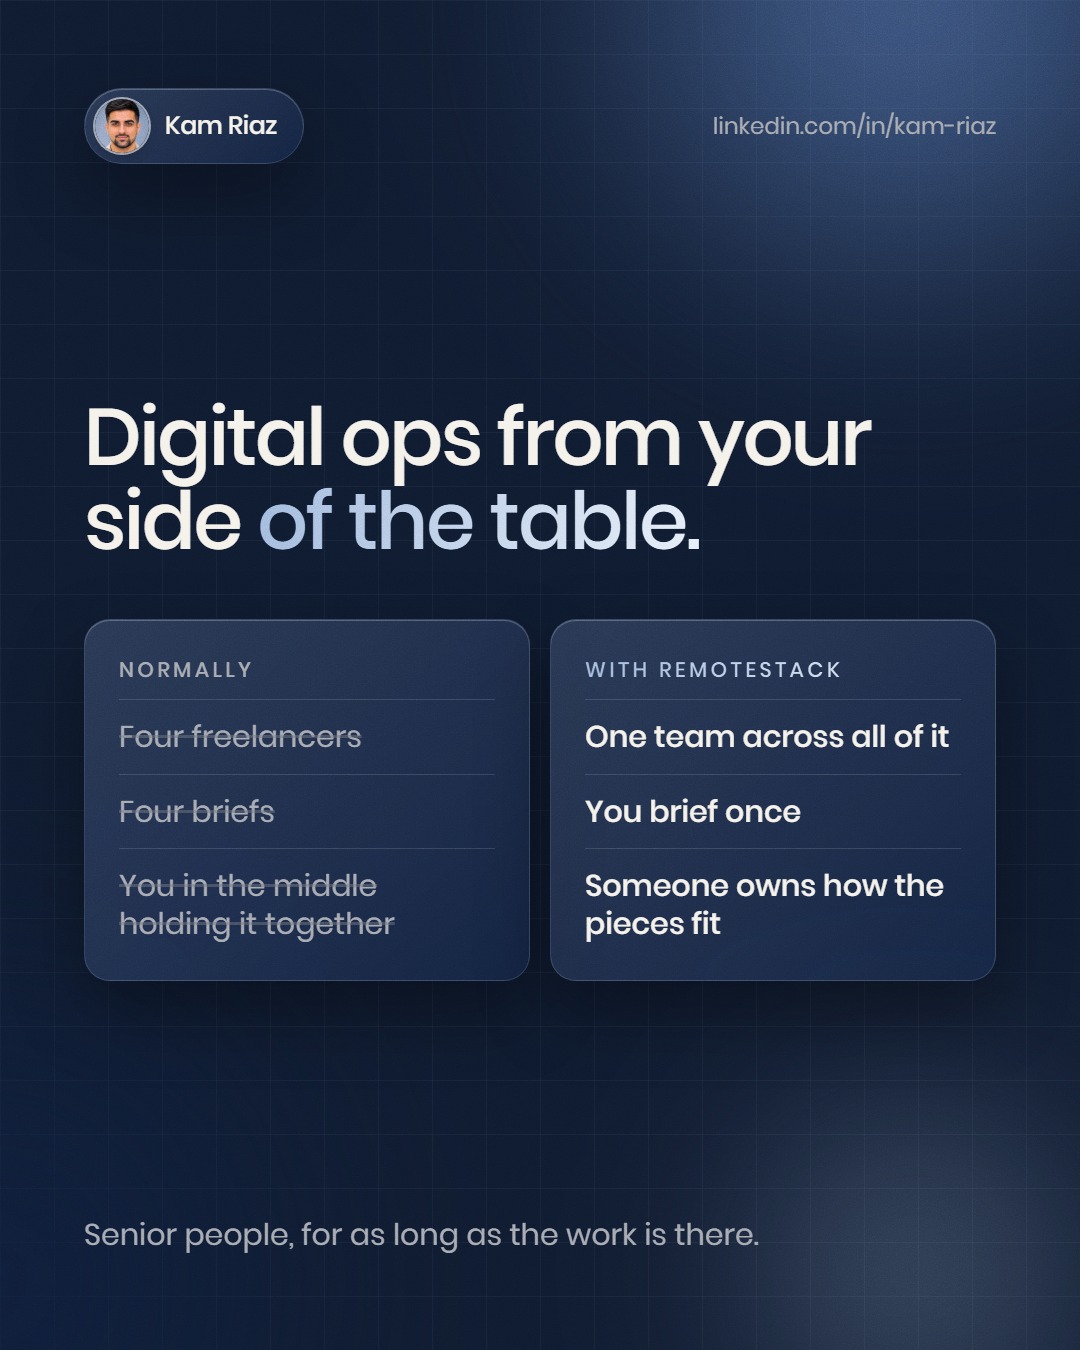 Kam Riaz
linkedin.com/in/kam-riaz
Digital ops from your
side of the table.
NORMALLY
Four freelancers
Four briefs
You in the middle
holding it together
WITH REMOTESTACK
One team across all of it
You brief once
Someone owns how the
pieces fit
Senior people, for as long as the work is there.